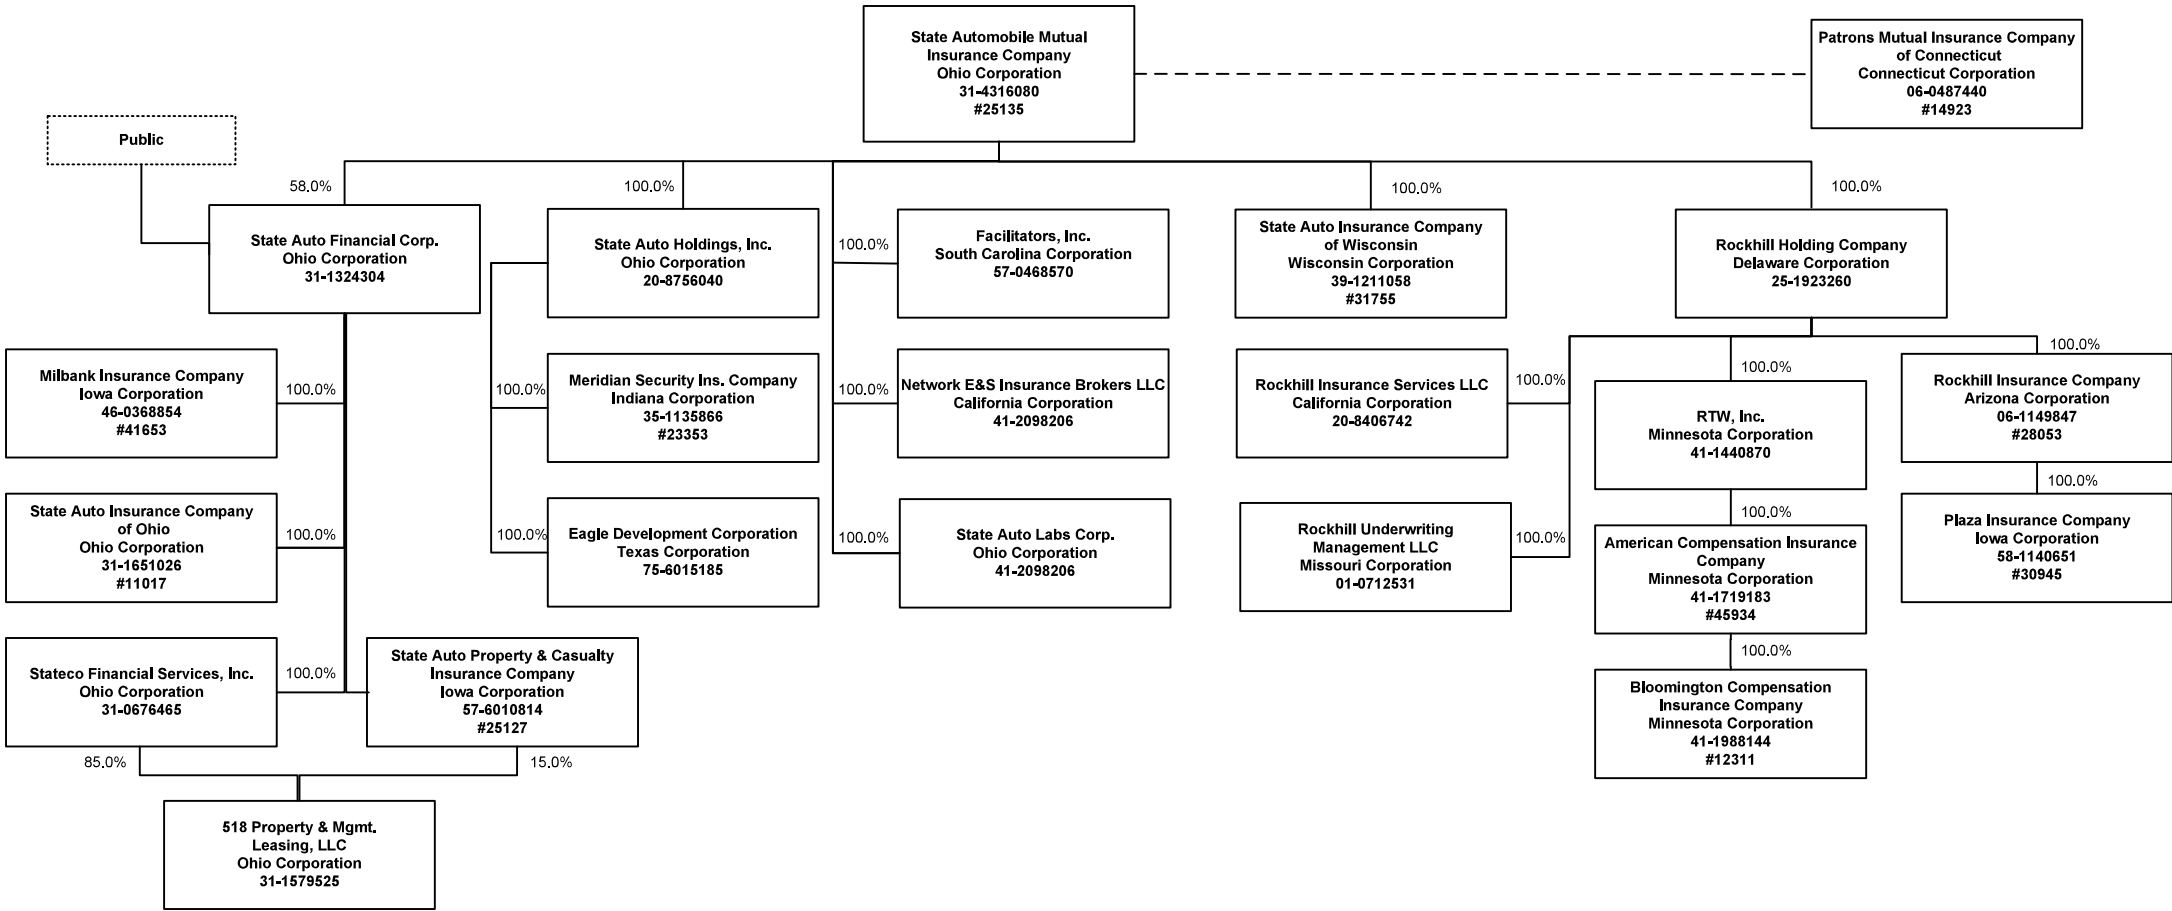 State Automobile Mutual
Insurance Company
Ohio Corporation
31-4316080
#25135
Patrons Mutual Insurance Company
of Connecticut
Connecticut Corporation
06-0487440
#14923
Public
58.0%
100.0%
100.0%
100.0%
State Auto Financial Corp.
Ohio Corporation
31-1324304
State Auto Holdings, Inc.
Ohio Corporation
20-8756040
100.0%
Facilitators, Inc.
South Carolina Corporation
57-0468570
State Auto Insurance Company
of Wisconsin
Wisconsin Corporation
39-1211058
#31755
Rockhill Holding Company
Delaware Corporation
25-1923260
Milbank Insurance Company
Iowa Corporation
46-0368854
#41653
100.0%
100.0%
Meridian Security Ins. Company
Indiana Corporation
35-1135866
#23353
100.0%
Network E&S Insurance Brokers LLC
California Corporation
41-2098206
Rockhill Insurance Services LLC
California Corporation
20-8406742
100.0%
100.0%
RTW, Inc.
Minnesota Corporation
41-1440870
100.0%
Rockhill Insurance Company
Arizona Corporation
06-1149847
#28053
State Auto Insurance Company
of Ohio
Ohio Corporation
31-1651026
#11017
100.0%
100.0%
Eagle Development Corporation
Texas Corporation
75-6015185
100.0%
State Auto Labs Corp.
Ohio Corporation
41-2098206
Rockhill Underwriting
Management LLC
Missouri Corporation
01-0712531
100.0%
100.0%
American Compensation Insurance
Company
Minnesota Corporation
41-1719183
#45934
100.0%
Plaza Insurance Company
Iowa Corporation
58-1140651
#30945
Stateco Financial Services, Inc.
Ohio Corporation
31-0676465
100.0%
State Auto Property & Casualty
Insurance Company
Iowa Corporation
57-6010814
#25127
100.0%
Bloomington Compensation
Insurance Company
Minnesota Corporation
41-1988144
#12311
85.0%
15.0%
518 Property & Mgmt.
Leasing, LLC
Ohio Corporation
31-1579525